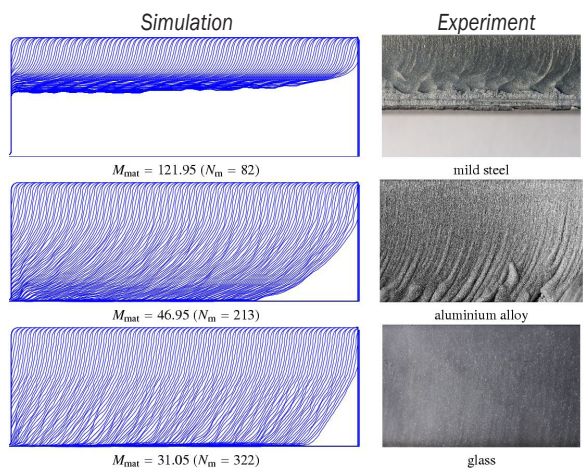 Simulation
Experiment
M_mat = 121.95 (N_m = 82)
mild steel
M_mat = 46.95 (N_m = 213)
aluminium alloy
M_mat = 31.05 (N_m = 322)
glass